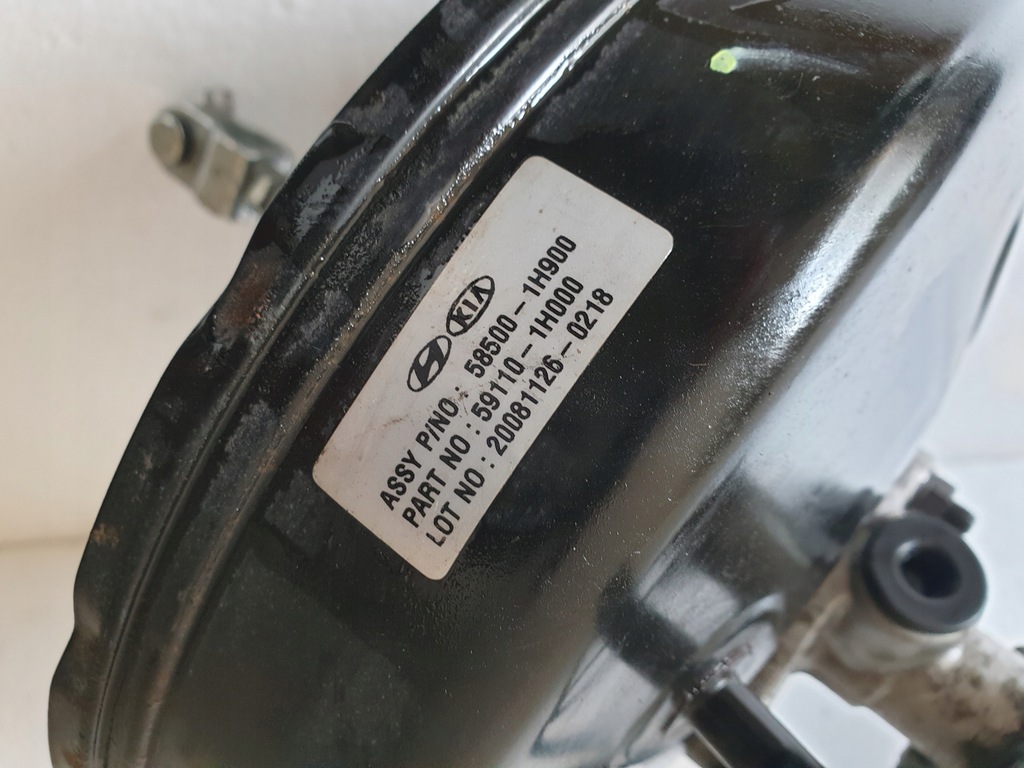 KIA
ASSY P/NO : 58500-1H900
PART NO : 59110-1H000
LOT NO : 20081126-0218